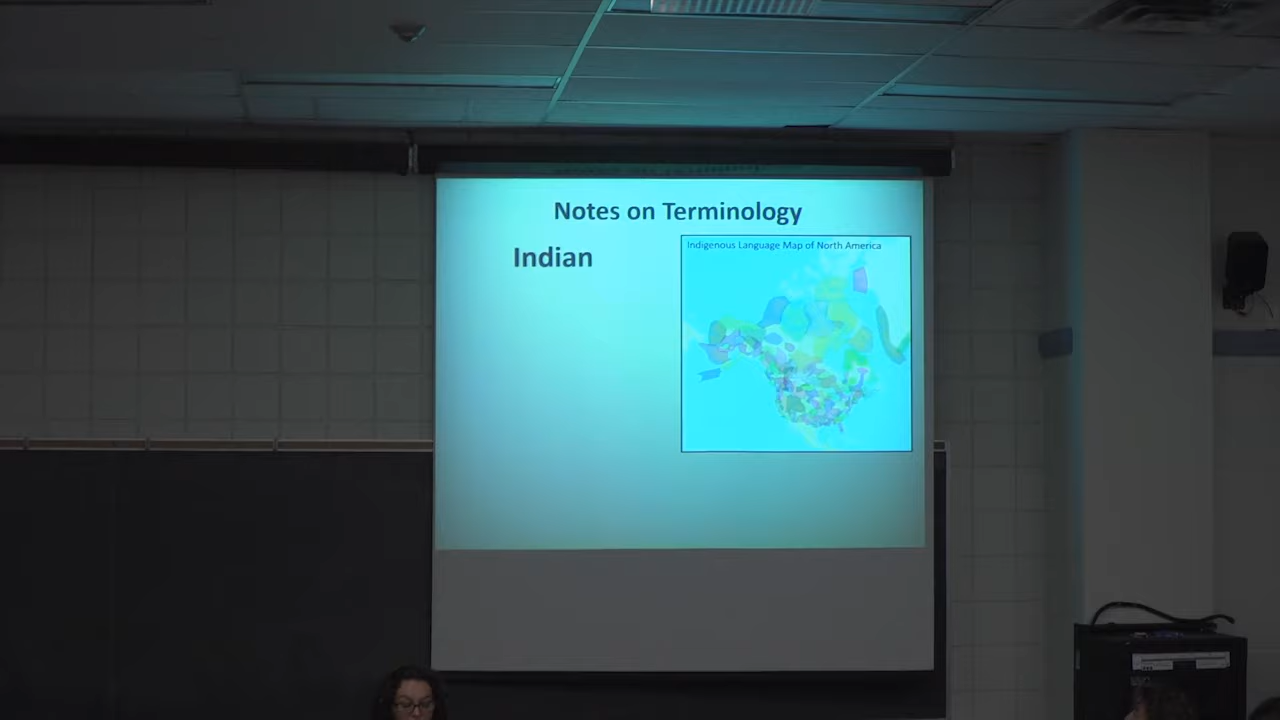 Notes on Terminology
Indian
Indigenous Language Map of North America